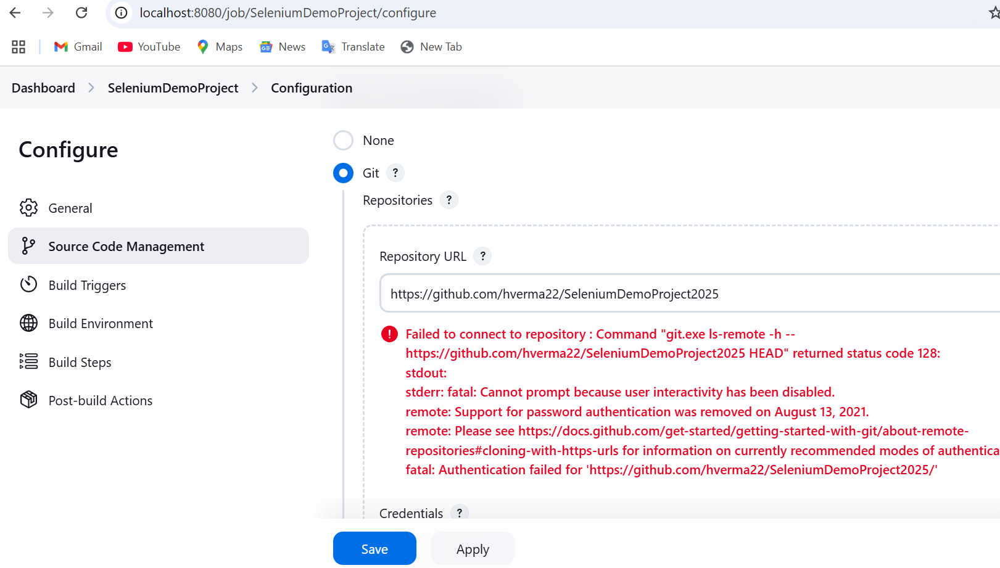 localhost:8080/job/SeleniumDemoProject/configure
Gmail
YouTube
Maps
News
Translate
New Tab
Dashboard
SeleniumDemoProject
Configuration
Configure
General
Source Code Management
Build Triggers
Build Environment
Build Steps
Post-build Actions
None
Git ?
Repositories ?
Repository URL ?
https://github.com/hverma22/SeleniumDemoProject2025
Failed to connect to repository : Command "git.exe ls-remote -h --
https://github.com/hverma22/SeleniumDemoProject2025 HEAD" returned status code 128:
stdout:
stderr: fatal: Cannot prompt because user interactivity has been disabled.
remote: Support for password authentication was removed on August 13, 2021.
remote: Please see https://docs.github.com/get-started/getting-started-with-git/about-remote-
repositories#cloning-with-https-urls for information on currently recommended modes of authentica
fatal: Authentication failed for 'https://github.com/hverma22/SeleniumDemoProject2025/'
Credentials ?
Save
Apply